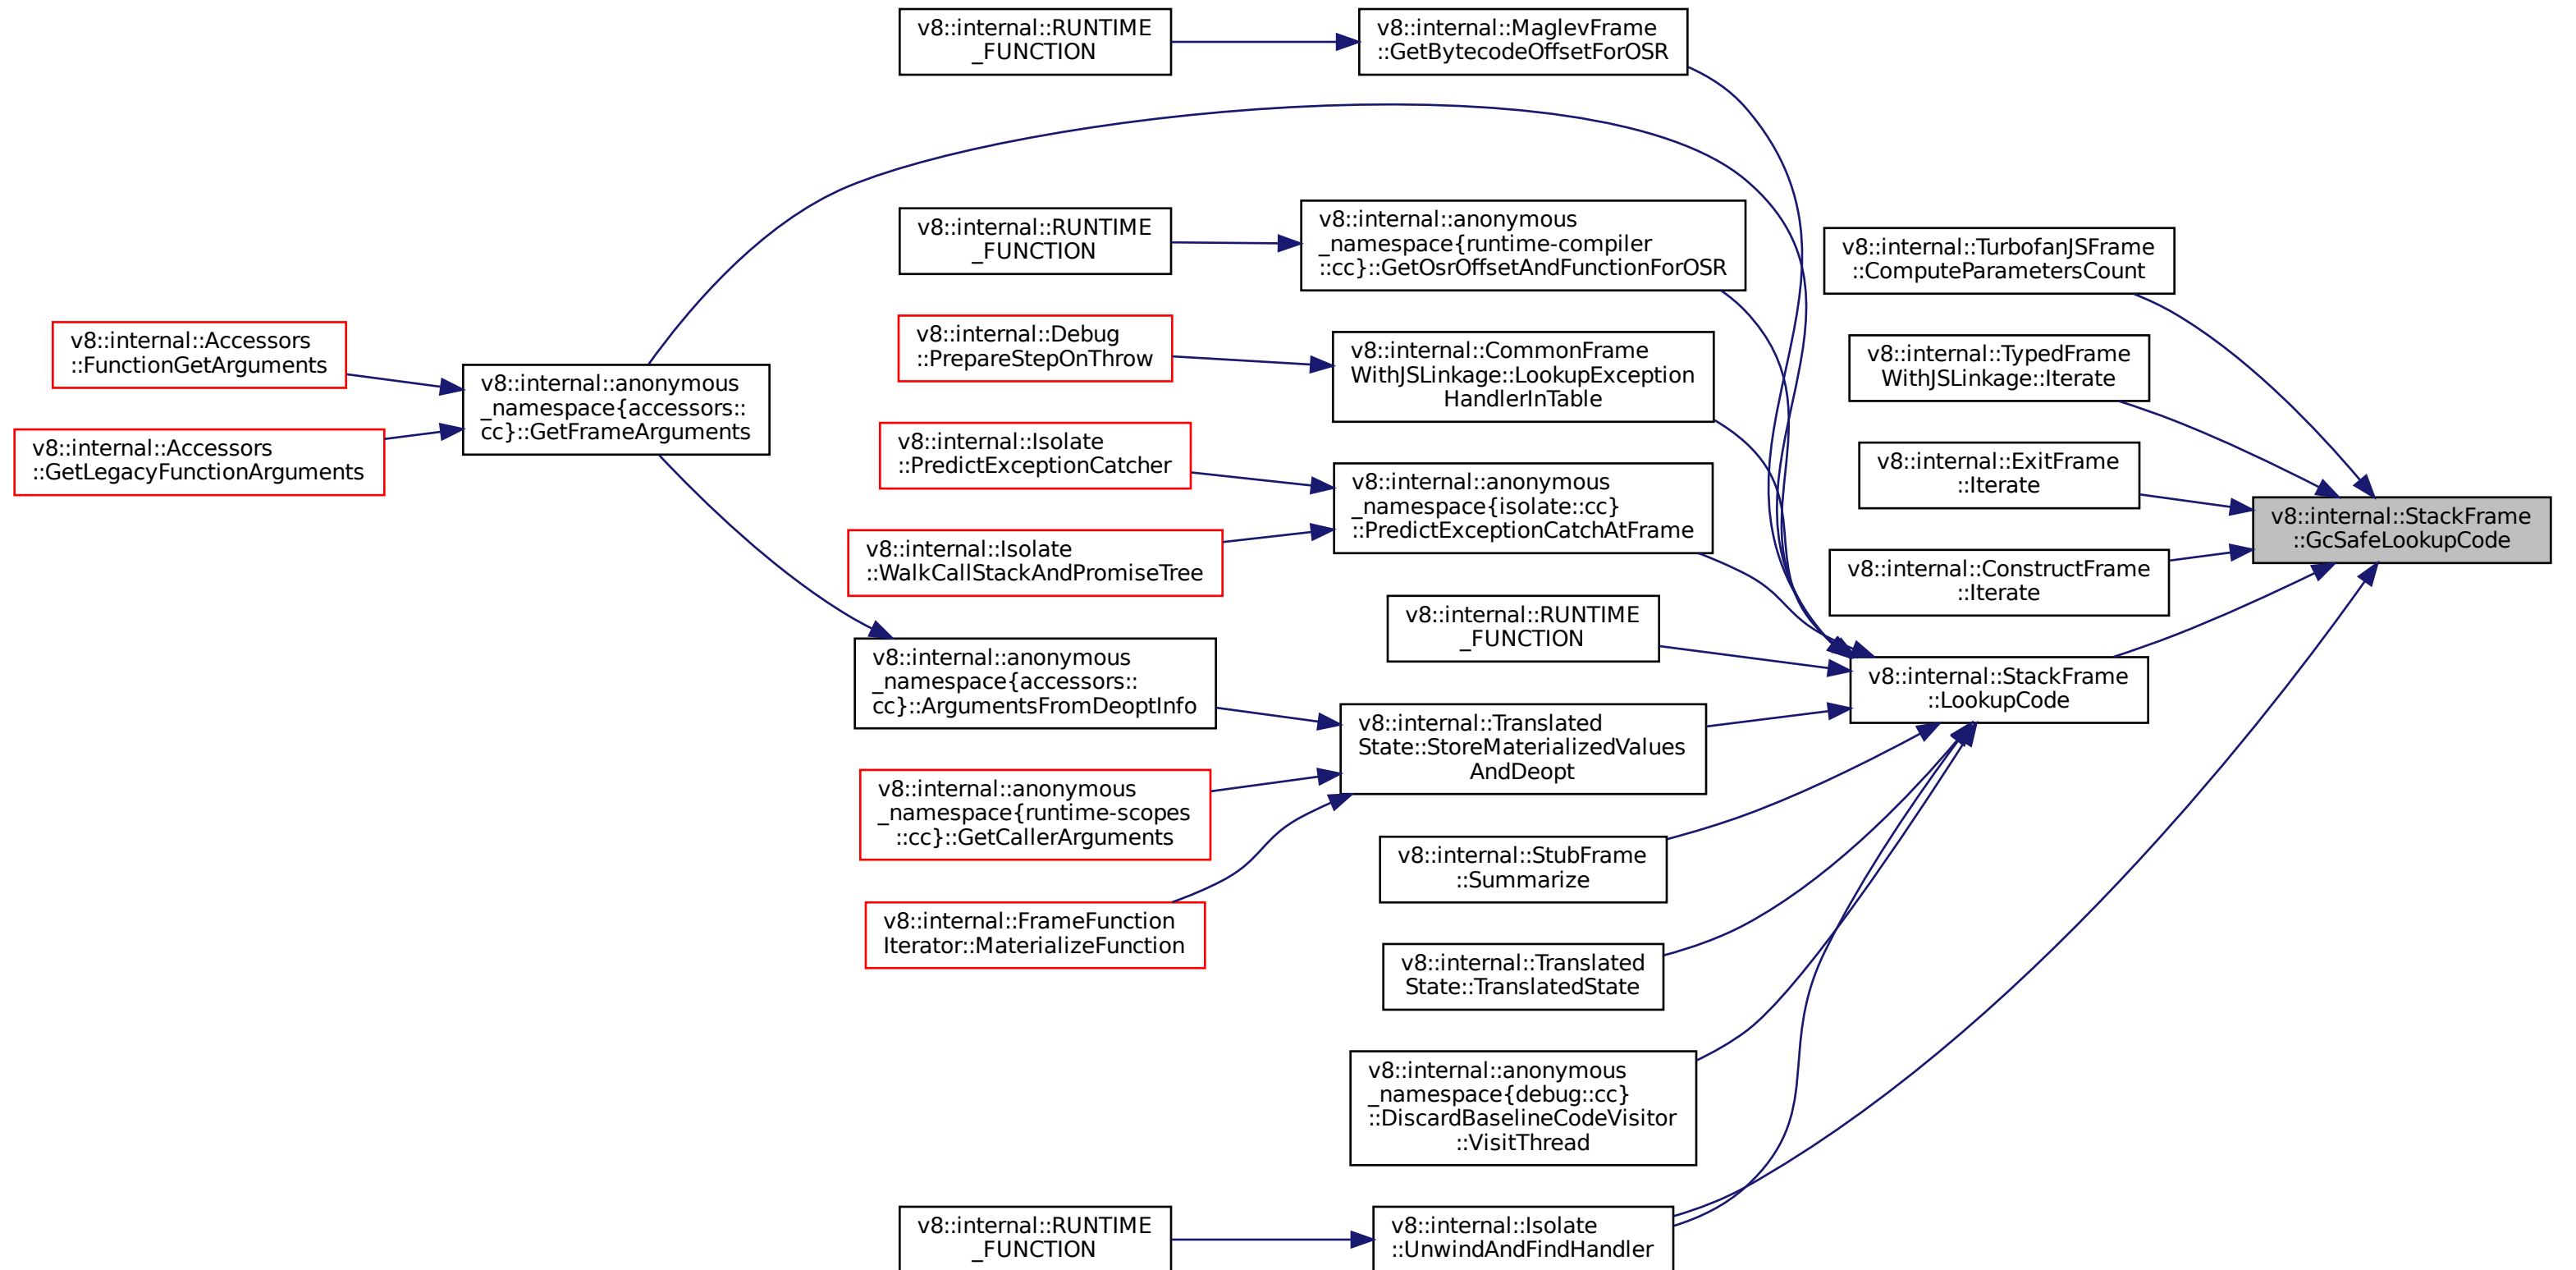 v8::internal::RUNTIME
_FUNCTION
v8::internal::MaglevFrame
::GetBytecodeOffsetForOSR
v8::internal::RUNTIME
_FUNCTION
v8::internal::anonymous
_namespace{runtime-compiler
::cc}::GetOsrOffsetAndFunctionForOSR
v8::internal::TurbofanJSFrame
::ComputeParametersCount
v8::internal::Accessors
::FunctionGetArguments
v8::internal::anonymous
_namespace{accessors::
cc}::GetFrameArguments
v8::internal::Debug
::PrepareStepOnThrow
v8::internal::CommonFrame
WithJSLinkage::LookupException
HandlerInTable
v8::internal::TypedFrame
WithJSLinkage::Iterate
v8::internal::Accessors
::GetLegacyFunctionArguments
v8::internal::Isolate
::PredictExceptionCatcher
v8::internal::anonymous
_namespace{isolate::cc}
::PredictExceptionCatchAtFrame
v8::internal::ExitFrame
::Iterate
v8::internal::StackFrame
::GcSafeLookupCode
v8::internal::Isolate
::WalkCallStackAndPromiseTree
v8::internal::ConstructFrame
::Iterate
v8::internal::RUNTIME
_FUNCTION
v8::internal::anonymous
_namespace{accessors::
cc}::ArgumentsFromDeoptInfo
v8::internal::StackFrame
::LookupCode
v8::internal::Translated
State::StoreMaterializedValues
AndDeopt
v8::internal::anonymous
_namespace{runtime-scopes
::cc}::GetCallerArguments
v8::internal::StubFrame
::Summarize
v8::internal::FrameFunction
Iterator::MaterializeFunction
v8::internal::Translated
State::TranslatedState
v8::internal::anonymous
_namespace{debug::cc}
::DiscardBaselineCodeVisitor
::VisitThread
v8::internal::RUNTIME
_FUNCTION
v8::internal::Isolate
::UnwindAndFindHandler